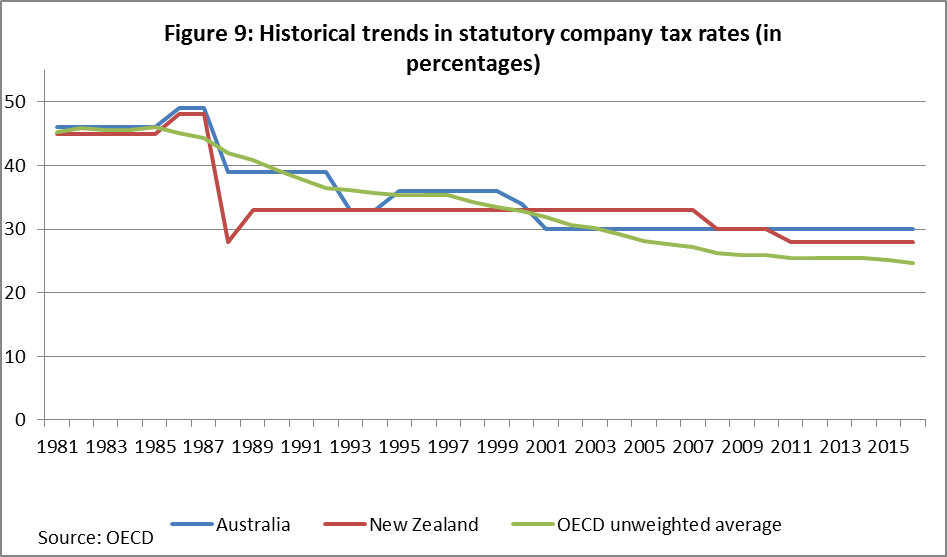 Figure 9: Historical trends in statutory company tax rates (in
percentages)
50
40
30
20
10
0
1981 1983 1985 1987 1989 1991 1993 1995 1997 1999 2001 2003 2005 2007 2009 2011 2013 2015
Australia New Zealand OECD unweighted average
Source: OECD